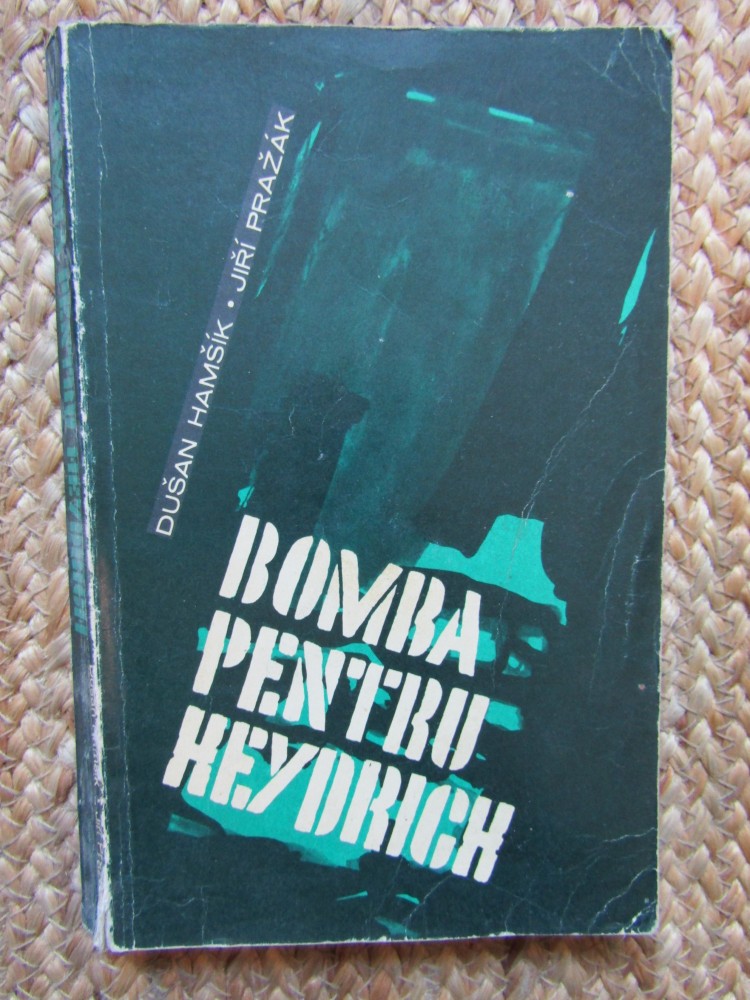 DUŠAN HAMŠÍK • JIŘÍ PRAŽÁK
BOMBA
PENTRU
HEYDRICH